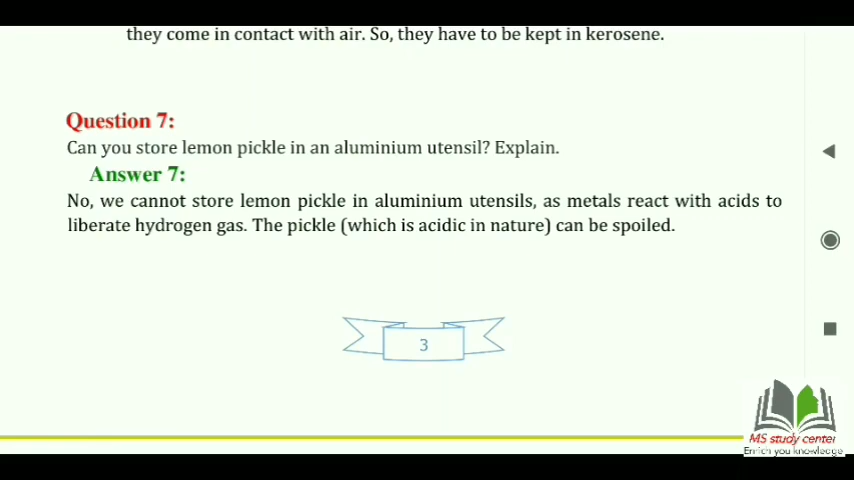 they come in contact with air. So, they have to be kept in kerosene.
Question 7:
Can you store lemon pickle in an aluminium utensil? Explain.
Answer 7:
No, we cannot store lemon pickle in aluminium utensils, as metals react with acids to
liberate hydrogen gas. The pickle (which is acidic in nature) can be spoiled.
3
MS study center
Enrich you knowledge